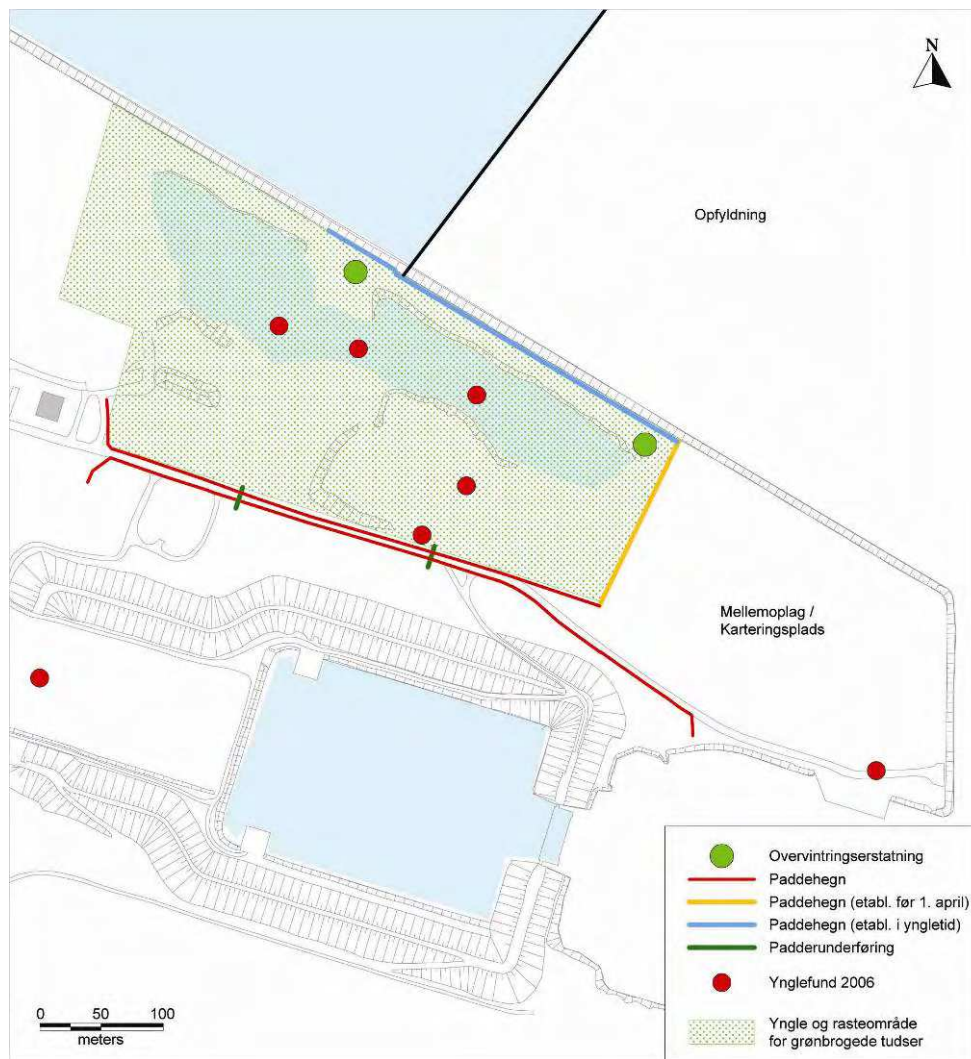 N
Opfyldning
Mellemoplag /
Karteringsplads
Overvintringserstatning
Paddehegn
Paddehegn (etabl. før 1. april)
Paddehegn (etabl. i yngletid)
Padderunderføring
Ynglefund 2006
Yngle og rasteområde
for grønbrogede tudser
0 50 100
meters